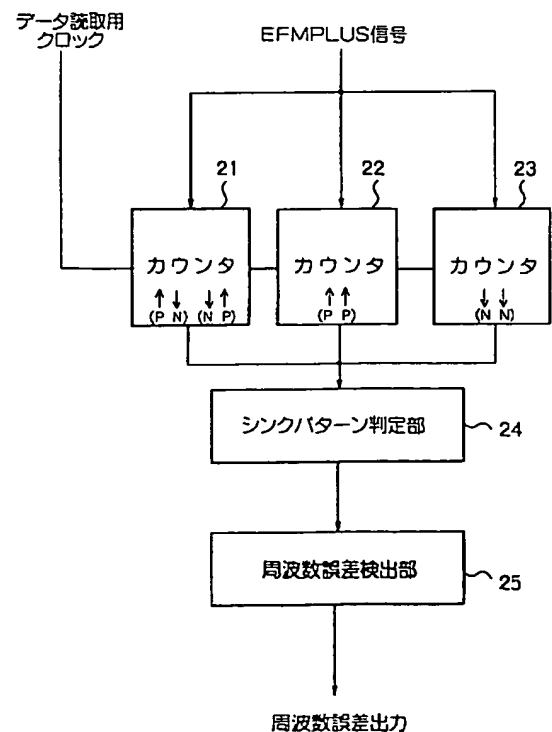 データ読取用
クロック
EFMPLUS信号
21
22
23
カウンタ
カウンタ
カウンタ
↑ ↓ ↓ ↑
(P N) (N P)
↑ ↑
(P P)
↓ ↓
(N N)
シンクパターン判定部
24
周波数誤差検出部
25
周波数誤差出力